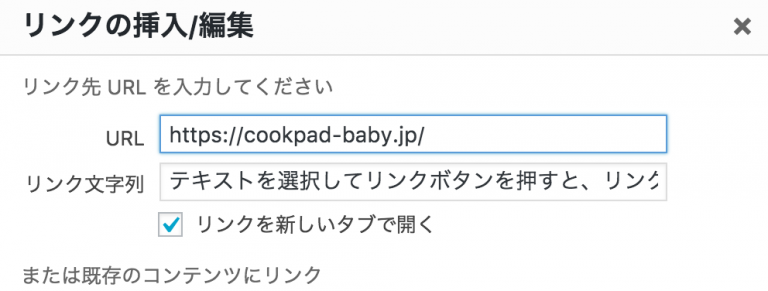 リンクの挿入/編集
リンク先 URL を入力してください
URL https://cookpad-baby.jp/
リンク文字列 テキストを選択してリンクボタンを押すと、リンク
リンクを新しいタブで開く
または既存のコンテンツにリンク